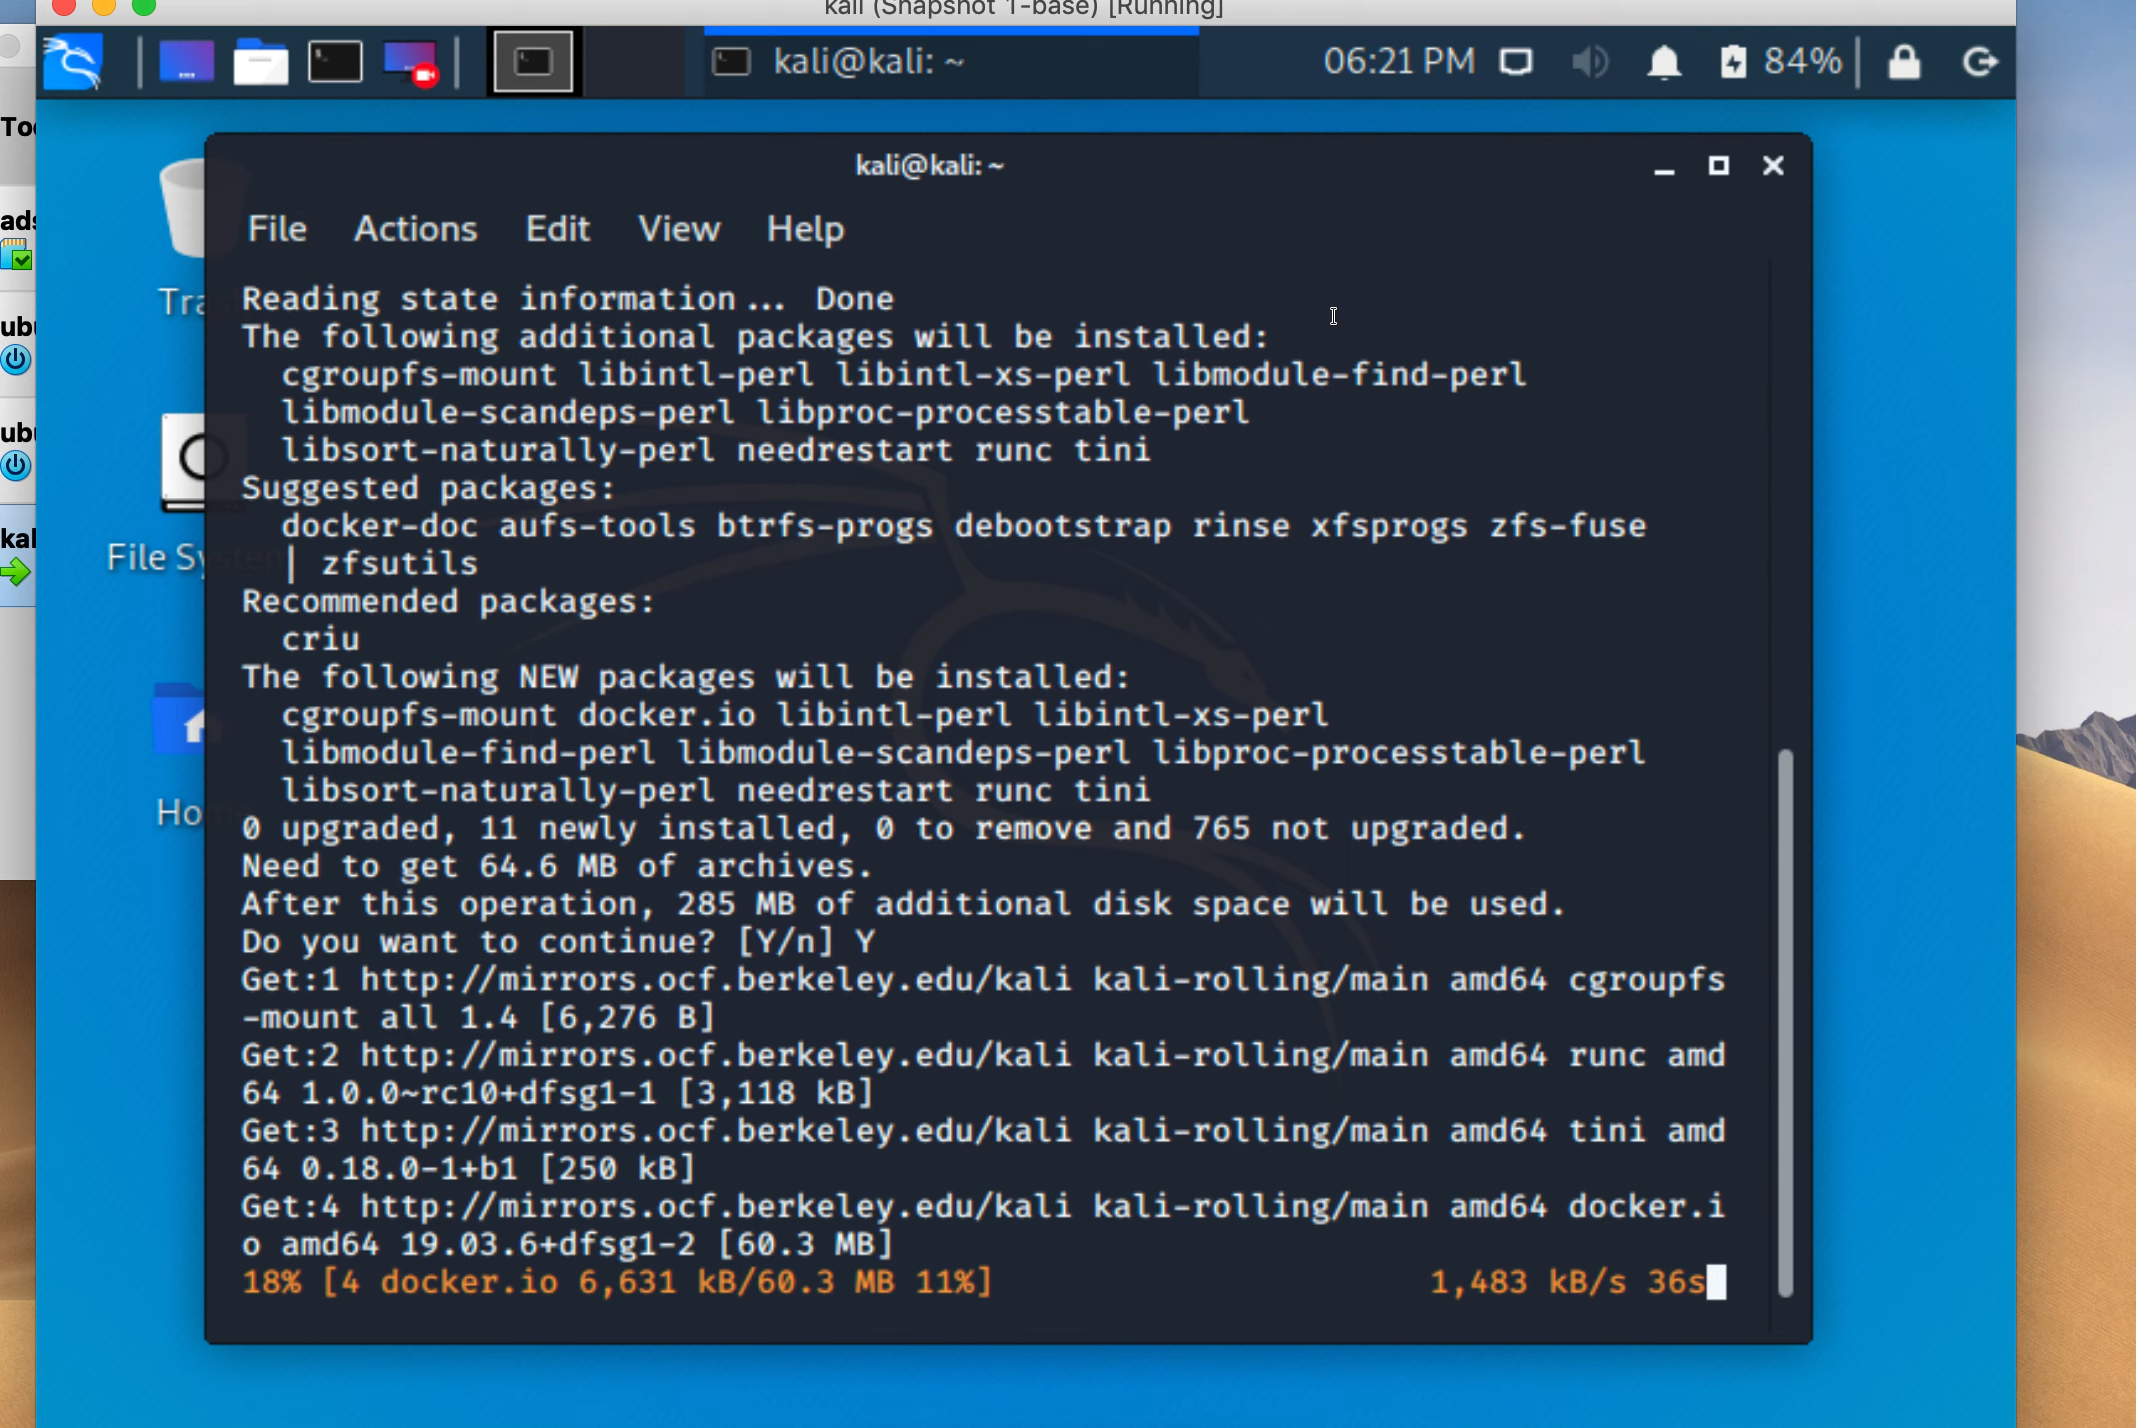 kali (Snapshot 1-base) [Running]
kali@kali: ~
06:21 PM
84%
kali@kali: ~
File Actions Edit View Help
Reading state information... Done
The following additional packages will be installed:
cgroupfs-mount libintl-perl libintl-xs-perl libmodule-find-perl
libmodule-scandeps-perl libproc-processtable-perl
libsort-naturally-perl needrestart runc tini
Suggested packages:
docker-doc aufs-tools btrfs-progs debootstrap rinse xfsprogs zfs-fuse
| zfsutils
Recommended packages:
criu
The following NEW packages will be installed:
cgroupfs-mount docker.io libintl-perl libintl-xs-perl
libmodule-find-perl libmodule-scandeps-perl libproc-processtable-perl
libsort-naturally-perl needrestart runc tini
0 upgraded, 11 newly installed, 0 to remove and 765 not upgraded.
Need to get 64.6 MB of archives.
After this operation, 285 MB of additional disk space will be used.
Do you want to continue? [Y/n] Y
Get:1 http://mirrors.ocf.berkeley.edu/kali kali-rolling/main amd64 cgroupfs
-mount all 1.4 [6,276 B]
Get:2 http://mirrors.ocf.berkeley.edu/kali kali-rolling/main amd64 runc amd
64 1.0.0~rc10+dfsg1-1 [3,118 kB]
Get:3 http://mirrors.ocf.berkeley.edu/kali kali-rolling/main amd64 tini amd
64 0.18.0-1+b1 [250 kB]
Get:4 http://mirrors.ocf.berkeley.edu/kali kali-rolling/main amd64 docker.i
o amd64 19.03.6+dfsg1-2 [60.3 MB]
18% [4 docker.io 6,631 kB/60.3 MB 11%] 1,483 kB/s 36s
File System